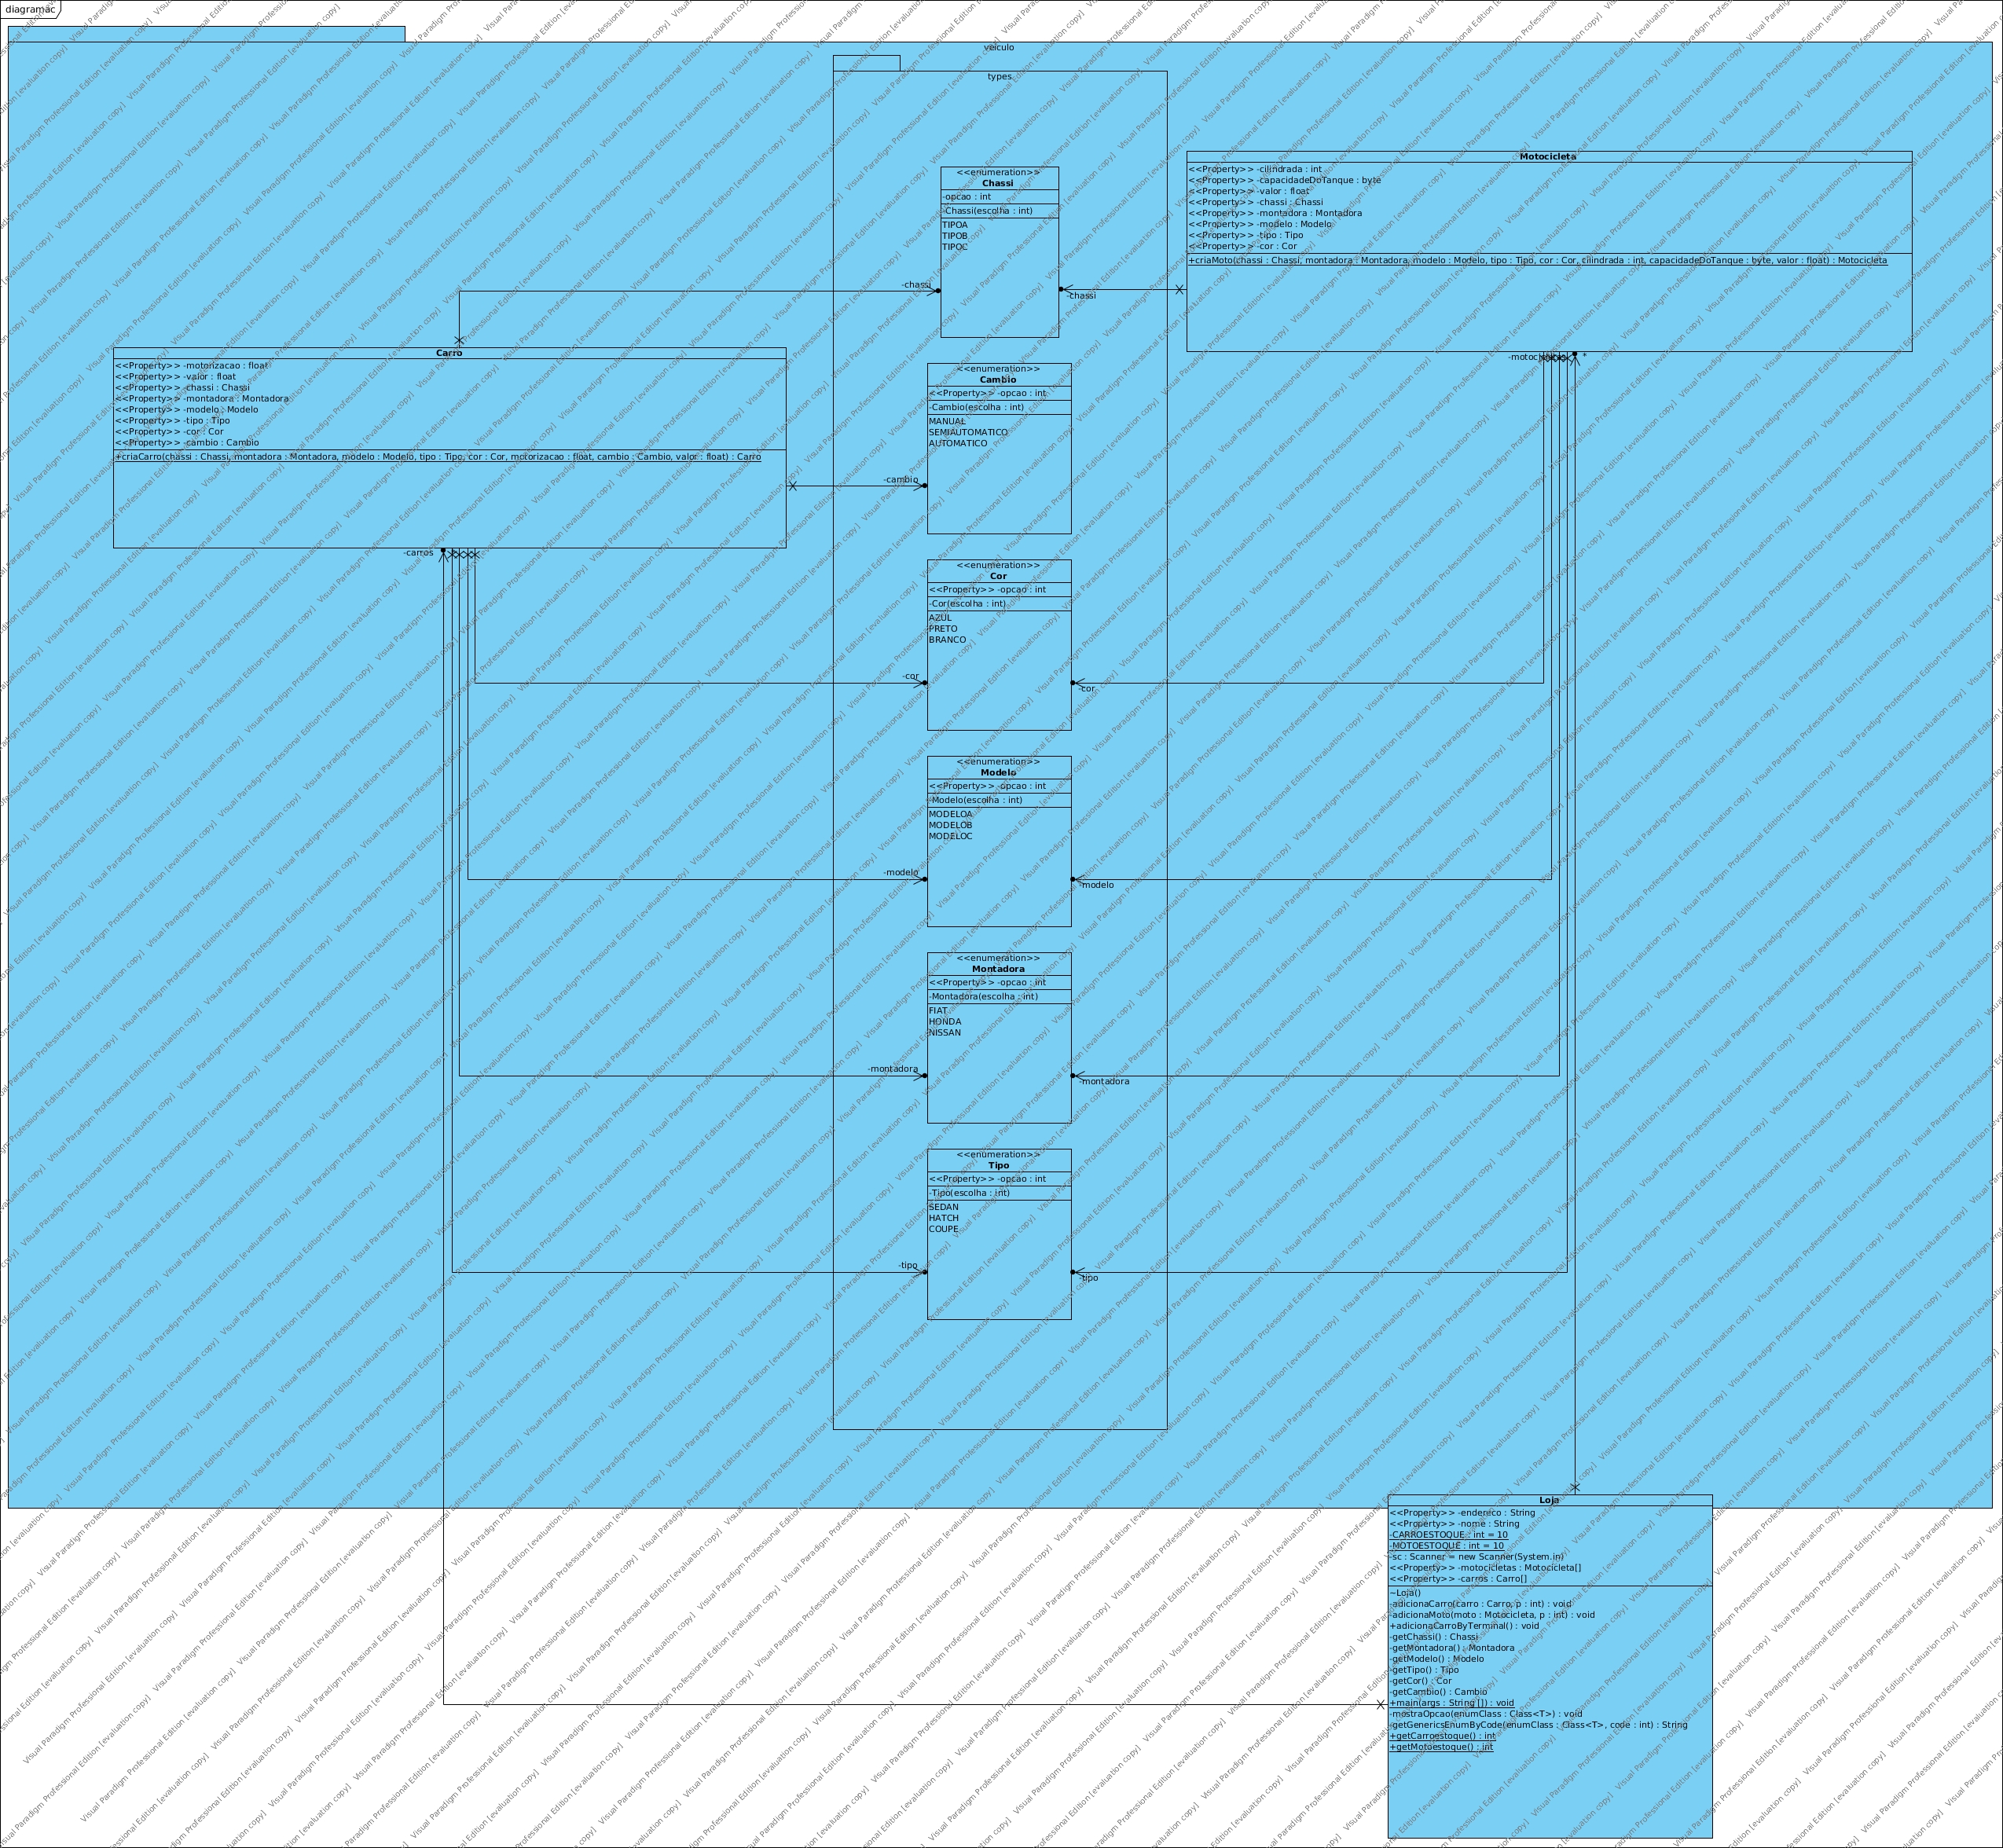 diagramac
veiculo
types
<<enumeration>>
Chassi
-opcao : int
-Chassi(escolha : int)
TIPOA
TIPOB
TIPOC
Motocicleta
<<Property>> -cilindrada : int
<<Property>> -capacidadeDoTanque : byte
<<Property>> -valor : float
<<Property>> -chassi : Chassi
<<Property>> -montadora : Montadora
<<Property>> -modelo : Modelo
<<Property>> -tipo : Tipo
<<Property>> -cor : Cor
+criaMoto(chassi : Chassi, montadora : Montadora, modelo : Modelo, tipo : Tipo, cor : Cor, cilindrada : int, capacidadeDoTanque : byte, valor : float) : Motocicleta
-chassi
-chassi
Carro
<<Property>> -motorizacao : float
<<Property>> -valor : float
<<Property>> -chassi : Chassi
<<Property>> -montadora : Montadora
<<Property>> -modelo : Modelo
<<Property>> -tipo : Tipo
<<Property>> -cor : Cor
<<Property>> -cambio : Cambio
+criaCarro(chassi : Chassi, montadora : Montadora, modelo : Modelo, tipo : Tipo, cor : Cor, motorizacao : float, cambio : Cambio, valor : float) : Carro
*
<<enumeration>>
Cambio
<<Property>> -opcao : int
-Cambio(escolha : int)
MANUAL
SEMIAUTOMATICO
AUTOMATICO
-cambio
-carros
<<enumeration>>
Cor
<<Property>> -opcao : int
-Cor(escolha : int)
AZUL
PRETO
BRANCO
-cor
-cor
<<enumeration>>
Modelo
<<Property>> -opcao : int
-Modelo(escolha : int)
MODELOA
MODELOB
MODELOC
-modelo
-modelo
<<enumeration>>
Montadora
<<Property>> -opcao : int
-Montadora(escolha : int)
FIAT
HONDA
NISSAN
-montadora
-montadora
<<enumeration>>
Tipo
<<Property>> -opcao : int
-Tipo(escolha : int)
SEDAN
HATCH
COUPE
-tipo
-tipo
Loja
<<Property>> -endereco : String
<<Property>> -nome : String
-CARROESTOQUE : int = 10
-MOTOESTOQUE : int = 10
-sc : Scanner = new Scanner(System.in)
<<Property>> -motocicletas : Motocicleta[]
<<Property>> -carros : Carro[]
~Loja()
-adicionaCarro(carro : Carro, p : int) : void
-adicionaMoto(moto : Motocicleta, p : int) : void
+adicionaCarroByTerminal() : void
-getChassi() : Chassi
-getMontadora() : Montadora
-getModelo() : Modelo
-getTipo() : Tipo
-getCor() : Cor
-getCambio() : Cambio
+main(args : String []) : void
-mostraOpcao(enumClass : Class<T>) : void
-getGenericsEnumByCode(enumClass : Class<T>, code : int) : String
+getCarroestoque() : int
+getMotoestoque() : int
Visual Paradigm Professional Edition [evaluation copy]